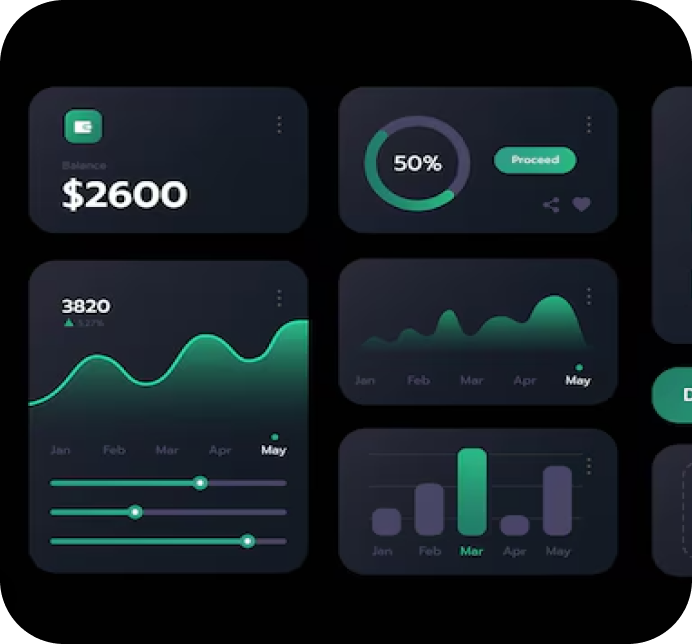 Balance
$2600
50%
Proceed
3820
3,27%
Jan Feb Mar Apr May
Jan Feb Mar Apr May
Jan Feb Mar Apr May
D